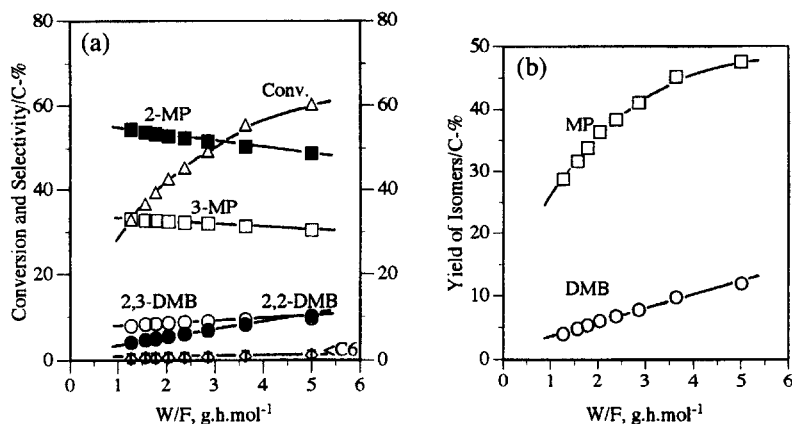 (a)
Conv.
2-MP
3-MP
2,3-DMB
2,2-DMB
<C6
80
60
40
20
0
80
60
40
20
0
0 1 2 3 4 5 6
Conversion and Selectivity/C-%
W/F, g.h.mol⁻¹
(b)
MP
DMB
50
40
30
20
10
0
0 1 2 3 4 5 6
Yield of Isomers/C-%
W/F, g.h.mol⁻¹